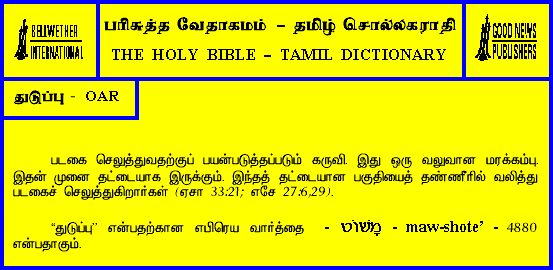 BELLWETHER
INTERNATIONAL
பரிசுத்த வேதாகமம் – தமிழ் சொல்லகராதி
THE HOLY BIBLE – TAMIL DICTIONARY
GOOD NEWS
PUBLISHERS
துடுப்பு - OAR
படகை செலுத்துவதற்குப் பயன்படுத்தப்படும் கருவி. இது ஒரு வலுவான மரக்கம்பு.
இதன் முனை தட்டையாக இருக்கும். இந்தத் தட்டையான பகுதியைத் தண்ணீரில் வலித்து
படகைச் செலுத்துகிறார்கள் (ஏசா 33:21; எசே 27:6,29).
“துடுப்பு” என்பதற்கான எபிரெய வார்த்தை - מָשׁוֹט - maw-shote’ - 4880
என்பதாகும்.